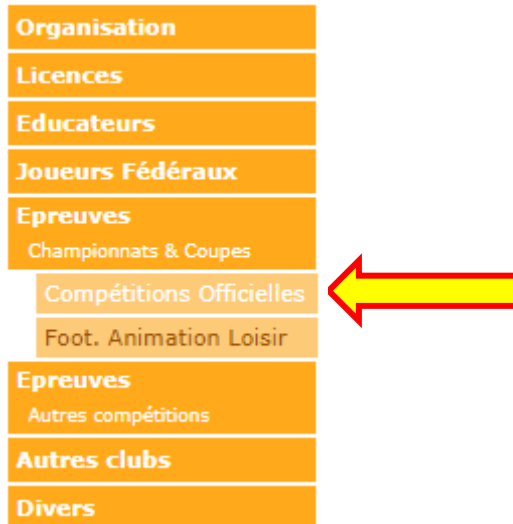 Organisation
Licences
Educateurs
Joueurs Fédéraux
Epreuves
Championnats & Coupes
Compétitions Officielles
Foot. Animation Loisir
Epreuves
Autres compétitions
Autres clubs
Divers